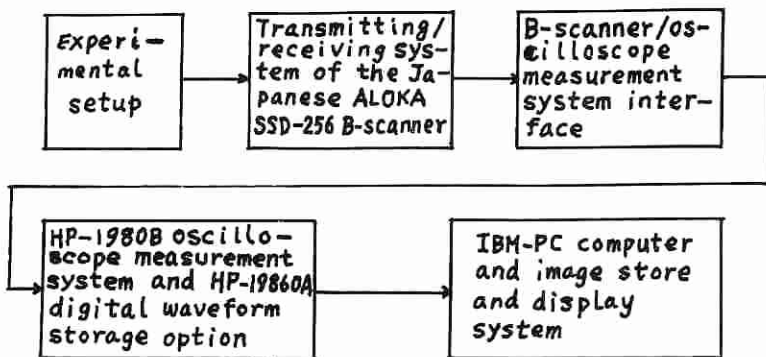 Experi-
mental
setup
Transmitting/
receiving sys-
tem of the Ja-
panese ALOKA
SSD-256 B-scanner
B-scanner/os-
cilloscope
measurement
system inter-
face
HP-1980B oscillo-
scope measurement
system and HP-19860A
digital waveform
storage option
IBM-PC computer
and image store
and display
system